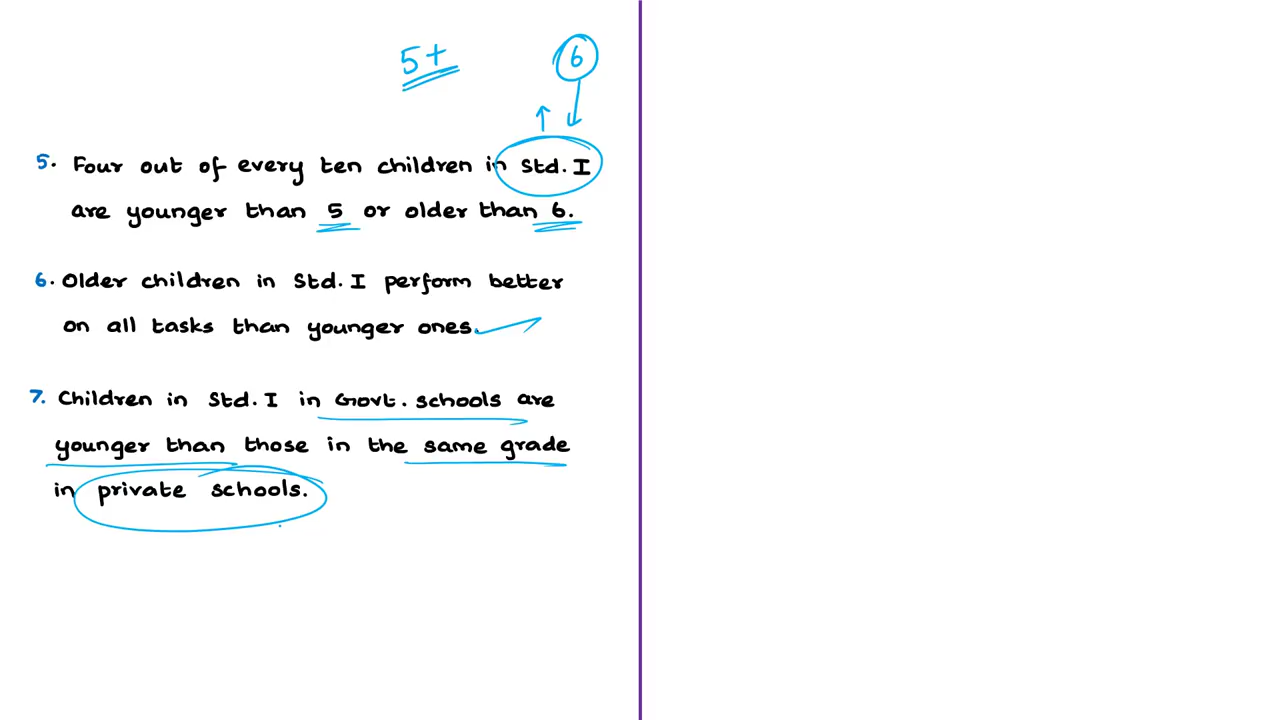 5+ 6
5. Four out of every ten children in Std. I
are younger than 5 or older than 6.
6. Older children in Std. I perform better
on all tasks than younger ones.
7. Children in Std. I in Govt. schools are
younger than those in the same grade
in private schools.